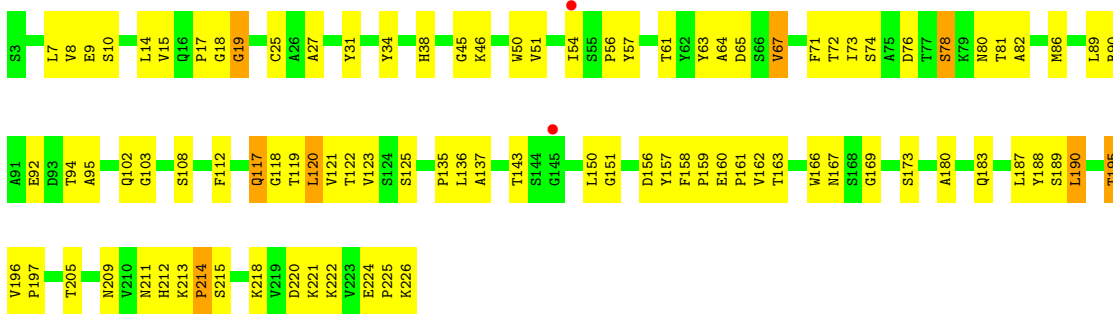 S3 L7 V8 E9 S10 L14 V15 Q16 P17 G18 G19 C25 A26 A27 Y31 Y34 H38 G45 K46 W50 V51 I54 S55 P56 Y57 T61 Y62 Y63 A64 D65 S66 V67 F71 T72 I73 S74 A75 D76 T77 S78 K79 N80 T81 A82 M86 L89
A91 E92 D93 T94 A95 Q102 G103 S108 F112 Q117 G118 T119 L120 V121 T122 V123 S124 S125 P135 L136 A137 T143 S144 G145 L150 G151 D156 Y157 F158 P159 E160 P161 V162 T163 W166 N167 S168 G169 S173 A180 Q183 L187 Y188 S189 L190 T195
V196 P197 T205 N209 V210 N211 H212 K213 P214 S215 K218 V219 D220 K221 K222 V223 E224 P225 K226